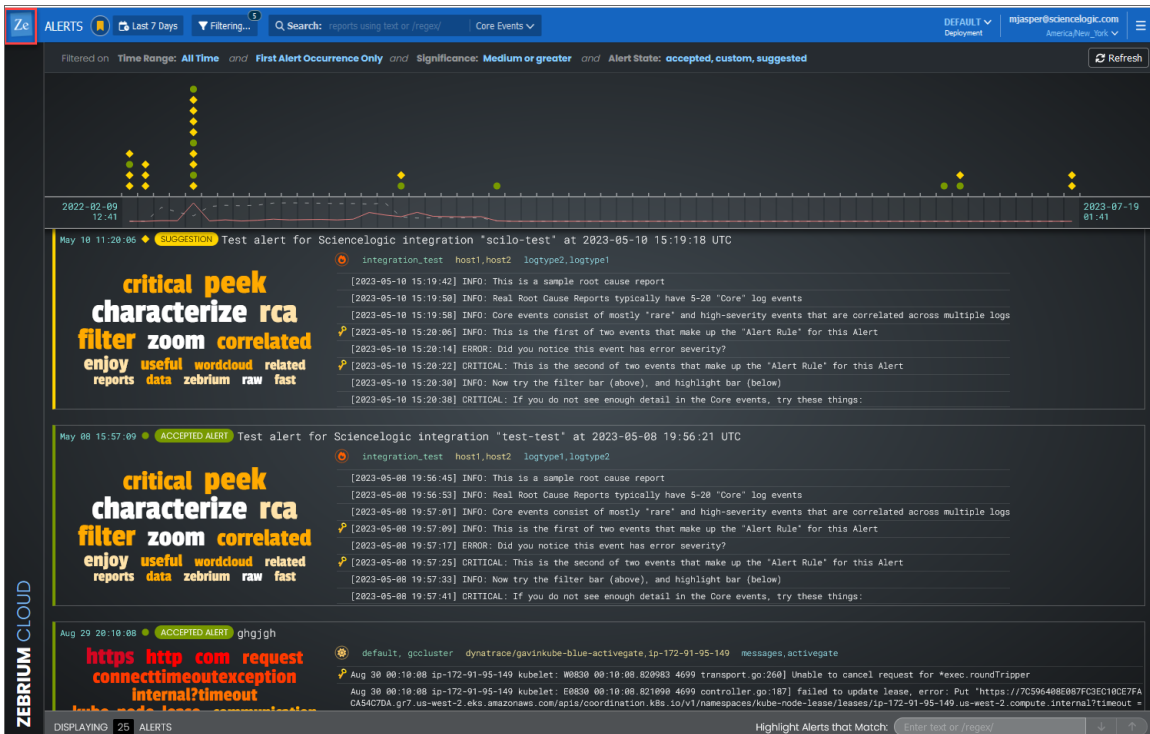 Ze ALERTS Last 7 Days Filtering... 5 Search: reports using text or /regex/ Core Events DEFAULT Deployment mjasper@sciencelogic.com America/New_York
Filtered on Time Range: All Time and First Alert Occurrence Only and Significance: Medium or greater and Alert State: accepted, custom, suggested Refresh
2022-02-09 2023-07-19
12:41 01:41
May 10 11:20:06 SUGGESTION Test alert for Sciencelogic integration "scilo-test" at 2023-05-10 15:19:18 UTC
integration_test host1,host2 logtype2,logtype1
critical peek
characterize rca
filter zoom correlated
enjoy useful wordcloud related
reports data zebrium raw fast
[2023-05-10 15:19:42] INFO: This is a sample root cause report
[2023-05-10 15:19:50] INFO: Real Root Cause Reports typically have 5-20 "Core" log events
[2023-05-10 15:19:58] INFO: Core events consist of mostly "rare" and high-severity events that are correlated across multiple logs
[2023-05-10 15:20:06] INFO: This is the first of two events that make up the "Alert Rule" for this Alert
[2023-05-10 15:20:14] ERROR: Did you notice this event has error severity?
[2023-05-10 15:20:22] CRITICAL: This is the second of two events that make up the "Alert Rule" for this Alert
[2023-05-10 15:20:30] INFO: Now try the filter bar (above), and highlight bar (below)
[2023-05-10 15:20:38] CRITICAL: If you do not see enough detail in the Core events, try these things:
May 08 15:57:09 ACCEPTED ALERT Test alert for Sciencelogic integration "test-test" at 2023-05-08 19:56:21 UTC
integration_test host1,host2 logtype1,logtype2
critical peek
characterize rca
filter zoom correlated
enjoy useful wordcloud related
reports data zebrium raw fast
[2023-05-08 19:56:45] INFO: This is a sample root cause report
[2023-05-08 19:56:53] INFO: Real Root Cause Reports typically have 5-20 "Core" log events
[2023-05-08 19:57:01] INFO: Core events consist of mostly "rare" and high-severity events that are correlated across multiple logs
[2023-05-08 19:57:09] INFO: This is the first of two events that make up the "Alert Rule" for this Alert
[2023-05-08 19:57:17] ERROR: Did you notice this event has error severity?
[2023-05-08 19:57:25] CRITICAL: This is the second of two events that make up the "Alert Rule" for this Alert
[2023-05-08 19:57:33] INFO: Now try the filter bar (above), and highlight bar (below)
[2023-05-08 19:57:41] CRITICAL: If you do not see enough detail in the Core events, try these things:
Aug 29 20:10:08 ACCEPTED ALERT ghgjgh
default, gccluster dynatrace/gavinkube-blue-activegate,ip-172-91-95-149 messages,activegate
https http com request
connecttimeoutexception
internal?timeout
kube-node-lease communication
Aug 30 00:10:08 ip-172-91-95-149 kubelet: W0830 00:10:08.820983 4699 transport.go:260] Unable to cancel request for *exec.roundTripper
Aug 30 00:10:08 ip-172-91-95-149 kubelet: E0830 00:10:08.821090 4699 controller.go:187] failed to update lease, error: Put "https://7C596408E087FC3EC10CE7FA
CA54C7DA.gr7.us-west-2.eks.amazonaws.com/apis/coordination.k8s.io/v1/namespaces/kube-node-lease/leases/ip-172-91-95-149.us-west-2.compute.internal?timeout =
ZEBRIUM CLOUD
DISPLAYING 25 ALERTS Highlight Alerts that Match: Enter text or /regex/